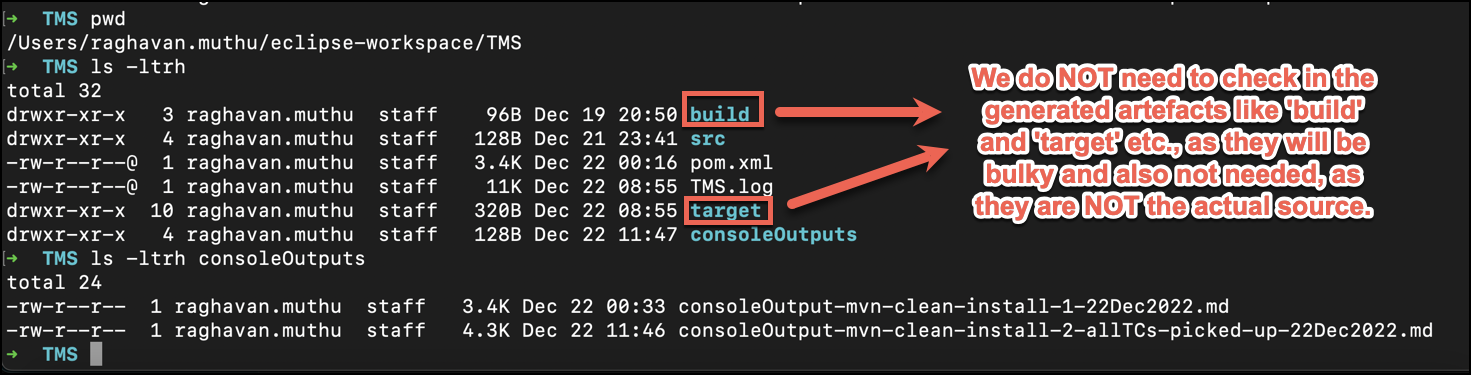 ➜ TMS pwd
/Users/raghavan.muthu/eclipse-workspace/TMS
➜ TMS ls -ltrh
total 32
drwxr-xr-x 3 raghavan.muthu staff 96B Dec 19 20:50 build
drwxr-xr-x 4 raghavan.muthu staff 128B Dec 21 23:41 src
-rw-r--r--@ 1 raghavan.muthu staff 3.4K Dec 22 00:16 pom.xml
-rw-r--r--@ 1 raghavan.muthu staff 11K Dec 22 08:55 TMS.log
drwxr-xr-x 10 raghavan.muthu staff 320B Dec 22 08:55 target
drwxr-xr-x 4 raghavan.muthu staff 128B Dec 22 11:47 consoleOutputs
➜ TMS ls -ltrh consoleOutputs
total 24
-rw-r--r-- 1 raghavan.muthu staff 3.4K Dec 22 00:33 consoleOutput-mvn-clean-install-1-22Dec2022.md
-rw-r--r-- 1 raghavan.muthu staff 4.3K Dec 22 11:46 consoleOutput-mvn-clean-install-2-allTCs-picked-up-22Dec2022.md
➜ TMS
We do NOT need to check in the
generated artefacts like 'build'
and 'target' etc., as they will be
bulky and also not needed, as
they are NOT the actual source.